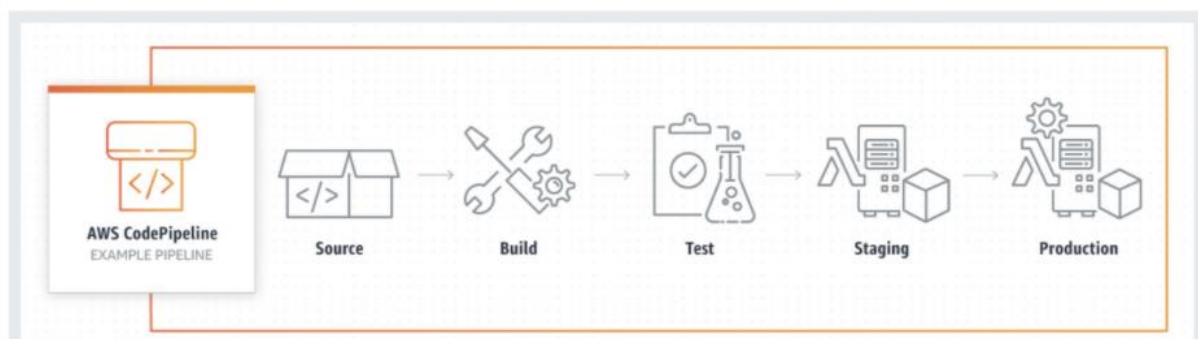 AWS CodePipeline
EXAMPLE PIPELINE
</>
</>
Source
Build
Test
Staging
Production